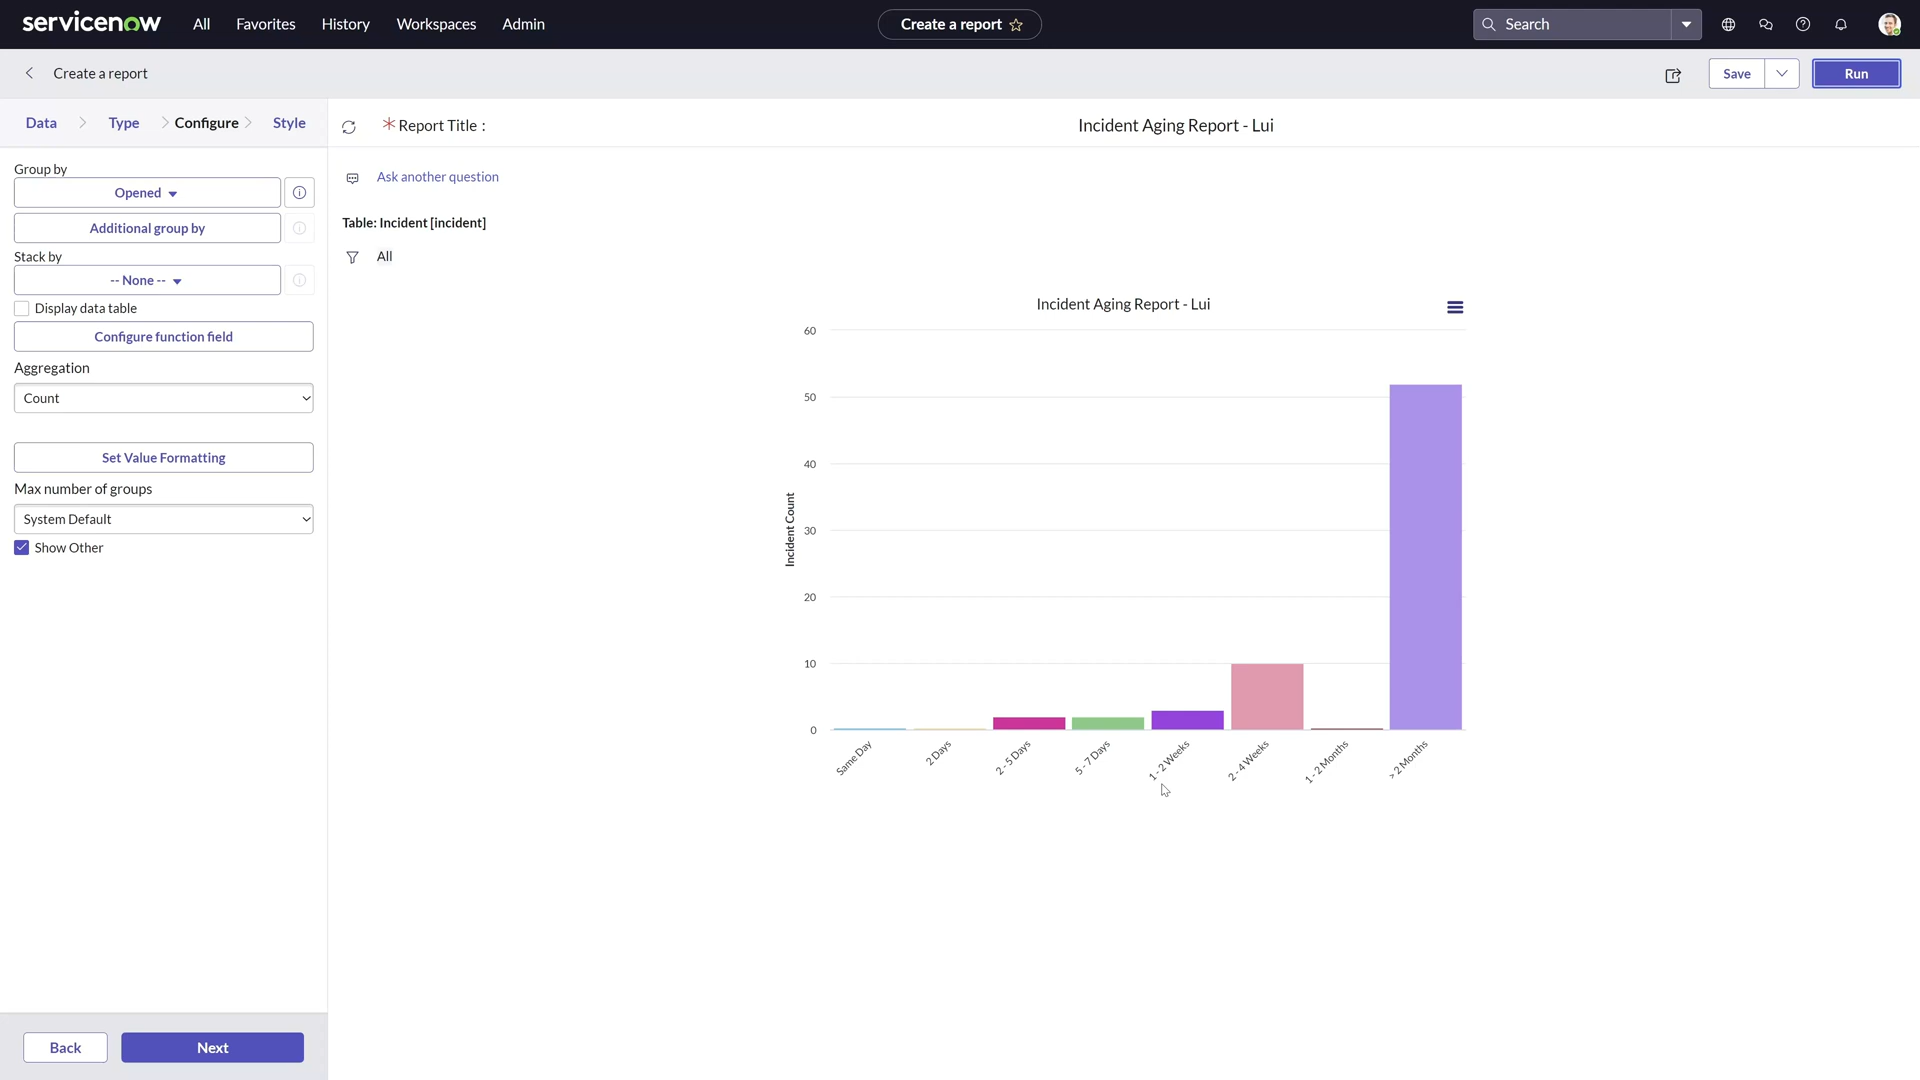 servicenow All Favorites History Workspaces Admin Create a report Search
Create a report Save Run
Data Type Configure Style
* Report Title : Incident Aging Report - Lui
Group by
Opened
Additional group by
Stack by
-- None --
Display data table
Configure function field
Aggregation
Count
Set Value Formatting
Max number of groups
System Default
Show Other
Back Next
Ask another question
Table: Incident [incident]
All
Incident Aging Report - Lui
Incident Count
60
50
40
30
20
10
0
Same Day 2 Days 2 - 5 Days 5 - 7 Days 1 - 2 Weeks 2 - 4 Weeks 1 - 2 Months > 2 Months